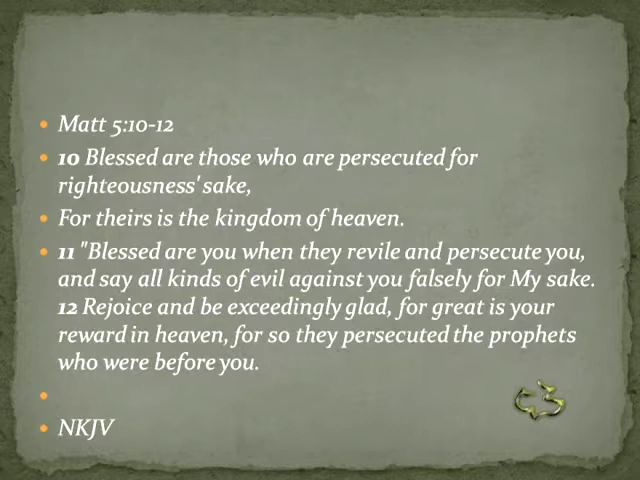 Matt 5:10-12
10 Blessed are those who are persecuted for
righteousness' sake,
For theirs is the kingdom of heaven.
11 "Blessed are you when they revile and persecute you,
and say all kinds of evil against you falsely for My sake.
12 Rejoice and be exceedingly glad, for great is your
reward in heaven, for so they persecuted the prophets
who were before you.
NKJV